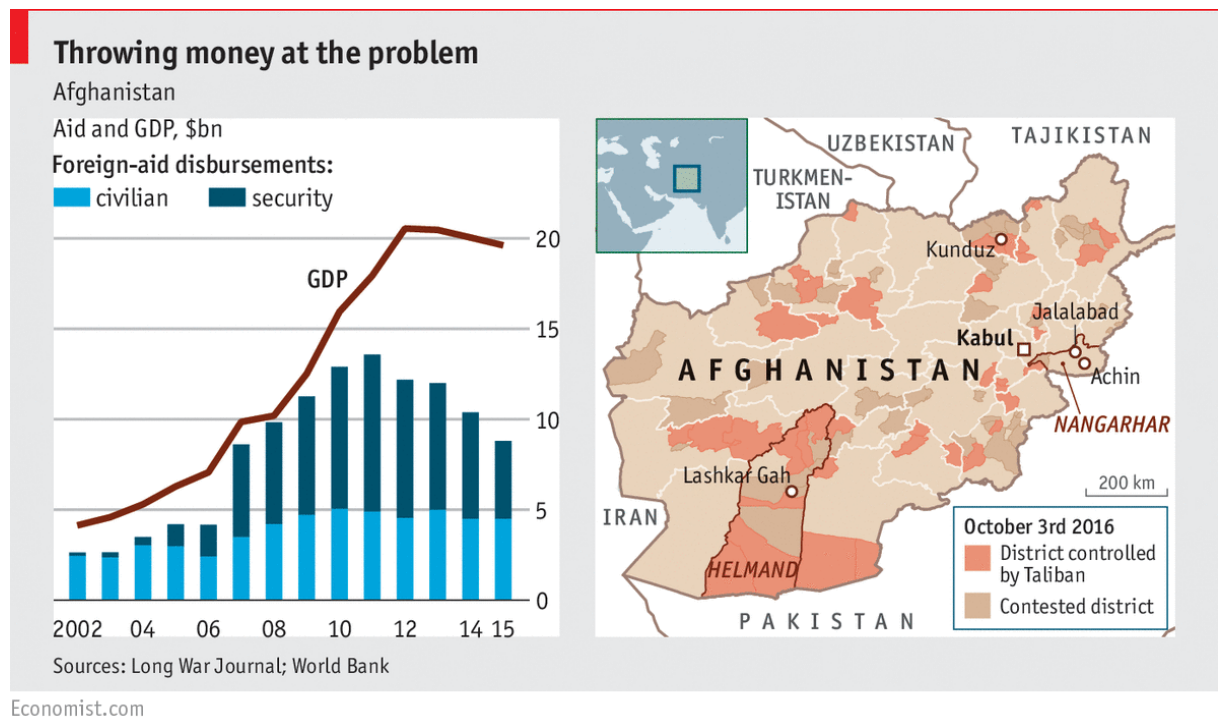 Throwing money at the problem
Afghanistan
Aid and GDP, $bn
Foreign-aid disbursements:
civilian
security
GDP
20
15
10
5
0
2002 04 06 08 10 12 14 15
UZBEKISTAN
TAJIKISTAN
TURKMEN-
ISTAN
Kunduz
Jalalabad
Kabul
AFGHANISTAN
Achin
NANGARHAR
Lashkar Gah
200 km
IRAN
HELMAND
PAKISTAN
October 3rd 2016
District controlled
by Taliban
Contested district
Sources: Long War Journal; World Bank
Economist.com